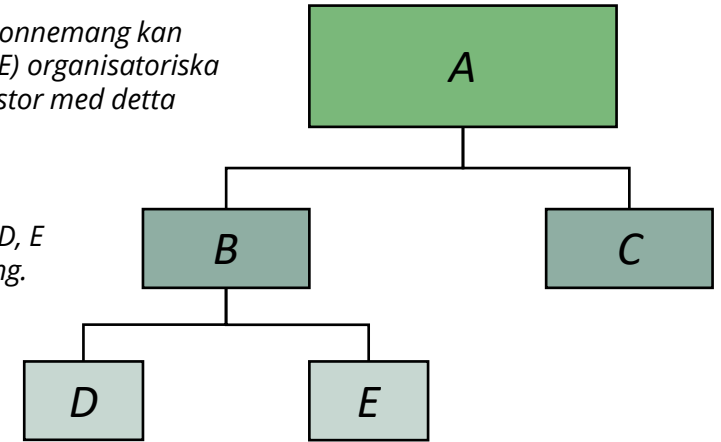 onnemang kan
E) organisatoriska
stor med detta
A
D, E
ng.
B
C
D
E